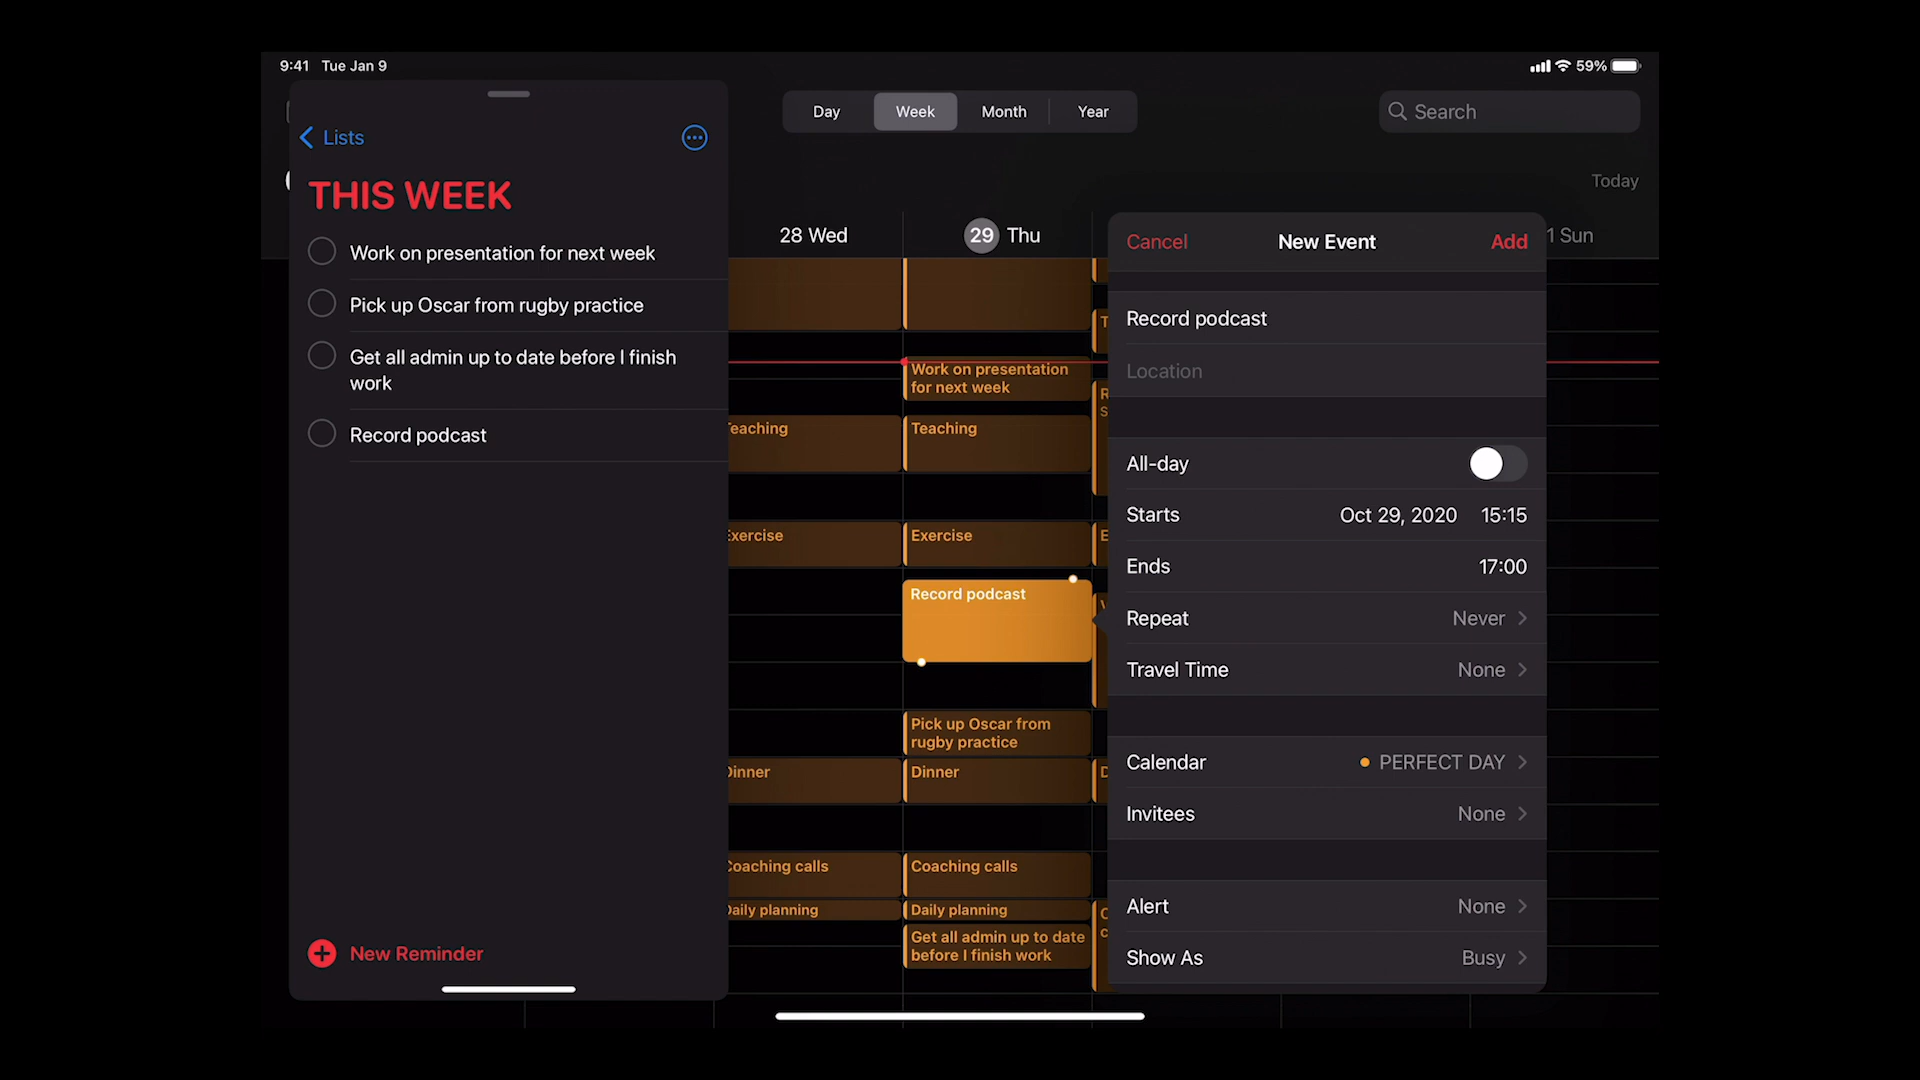 9:41 Tue Jan 9
59%
Lists
THIS WEEK
Work on presentation for next week
Pick up Oscar from rugby practice
Get all admin up to date before I finish
work
Record podcast
New Reminder
Day
Week
Month
Year
Search
Today
28 Wed
29 Thu
1 Sun
Teaching
Exercise
Dinner
Coaching calls
Daily planning
Work on presentation
for next week
Teaching
Exercise
Record podcast
Pick up Oscar from
rugby practice
Dinner
Coaching calls
Daily planning
Get all admin up to date
before I finish work
Cancel
New Event
Add
Record podcast
Location
All-day
Starts Oct 29, 2020 15:15
Ends 17:00
Repeat Never
Travel Time None
Calendar PERFECT DAY
Invitees None
Alert None
Show As Busy